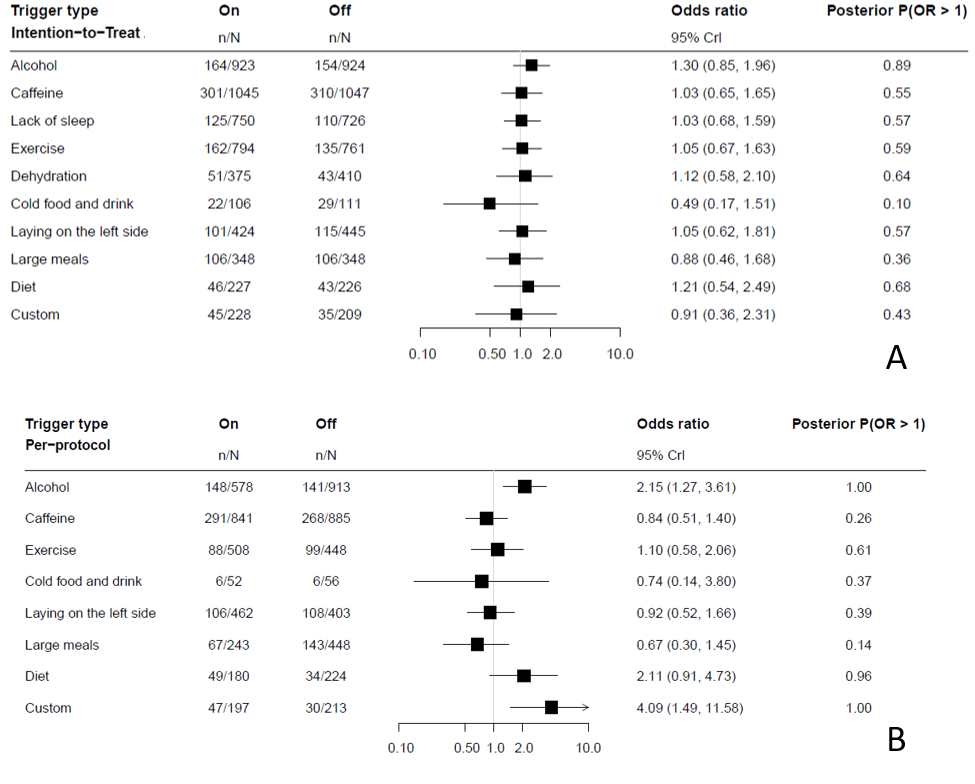 Trigger type On Off Odds ratio Posterior P(OR > 1)
Intention−to−Treat .
n/N n/N 95% CrI
Alcohol 164/923 154/924 1.30 (0.85, 1.96) 0.89
Caffeine 301/1045 310/1047 1.03 (0.65, 1.65) 0.55
Lack of sleep 125/750 110/726 1.03 (0.68, 1.59) 0.57
Exercise 162/794 135/761 1.05 (0.67, 1.63) 0.59
Dehydration 51/375 43/410 1.12 (0.58, 2.10) 0.64
Cold food and drink 22/106 29/111 0.49 (0.17, 1.51) 0.10
Laying on the left side 101/424 115/445 1.05 (0.62, 1.81) 0.57
Large meals 106/348 106/348 0.88 (0.46, 1.68) 0.36
Diet 46/227 43/226 1.21 (0.54, 2.49) 0.68
Custom 45/228 35/209 0.91 (0.36, 2.31) 0.43
0.10 0.50 1.0 2.0 10.0
A
Trigger type On Off Odds ratio Posterior P(OR > 1)
Per−protocol
n/N n/N 95% CrI
Alcohol 148/578 141/913 2.15 (1.27, 3.61) 1.00
Caffeine 291/841 268/885 0.84 (0.51, 1.40) 0.26
Exercise 88/508 99/448 1.10 (0.58, 2.06) 0.61
Cold food and drink 6/52 6/56 0.74 (0.14, 3.80) 0.37
Laying on the left side 106/462 108/403 0.92 (0.52, 1.66) 0.39
Large meals 67/243 143/448 0.67 (0.30, 1.45) 0.14
Diet 49/180 34/224 2.11 (0.91, 4.73) 0.96
Custom 47/197 30/213 4.09 (1.49, 11.58) 1.00
0.10 0.50 1.0 2.0 10.0
B